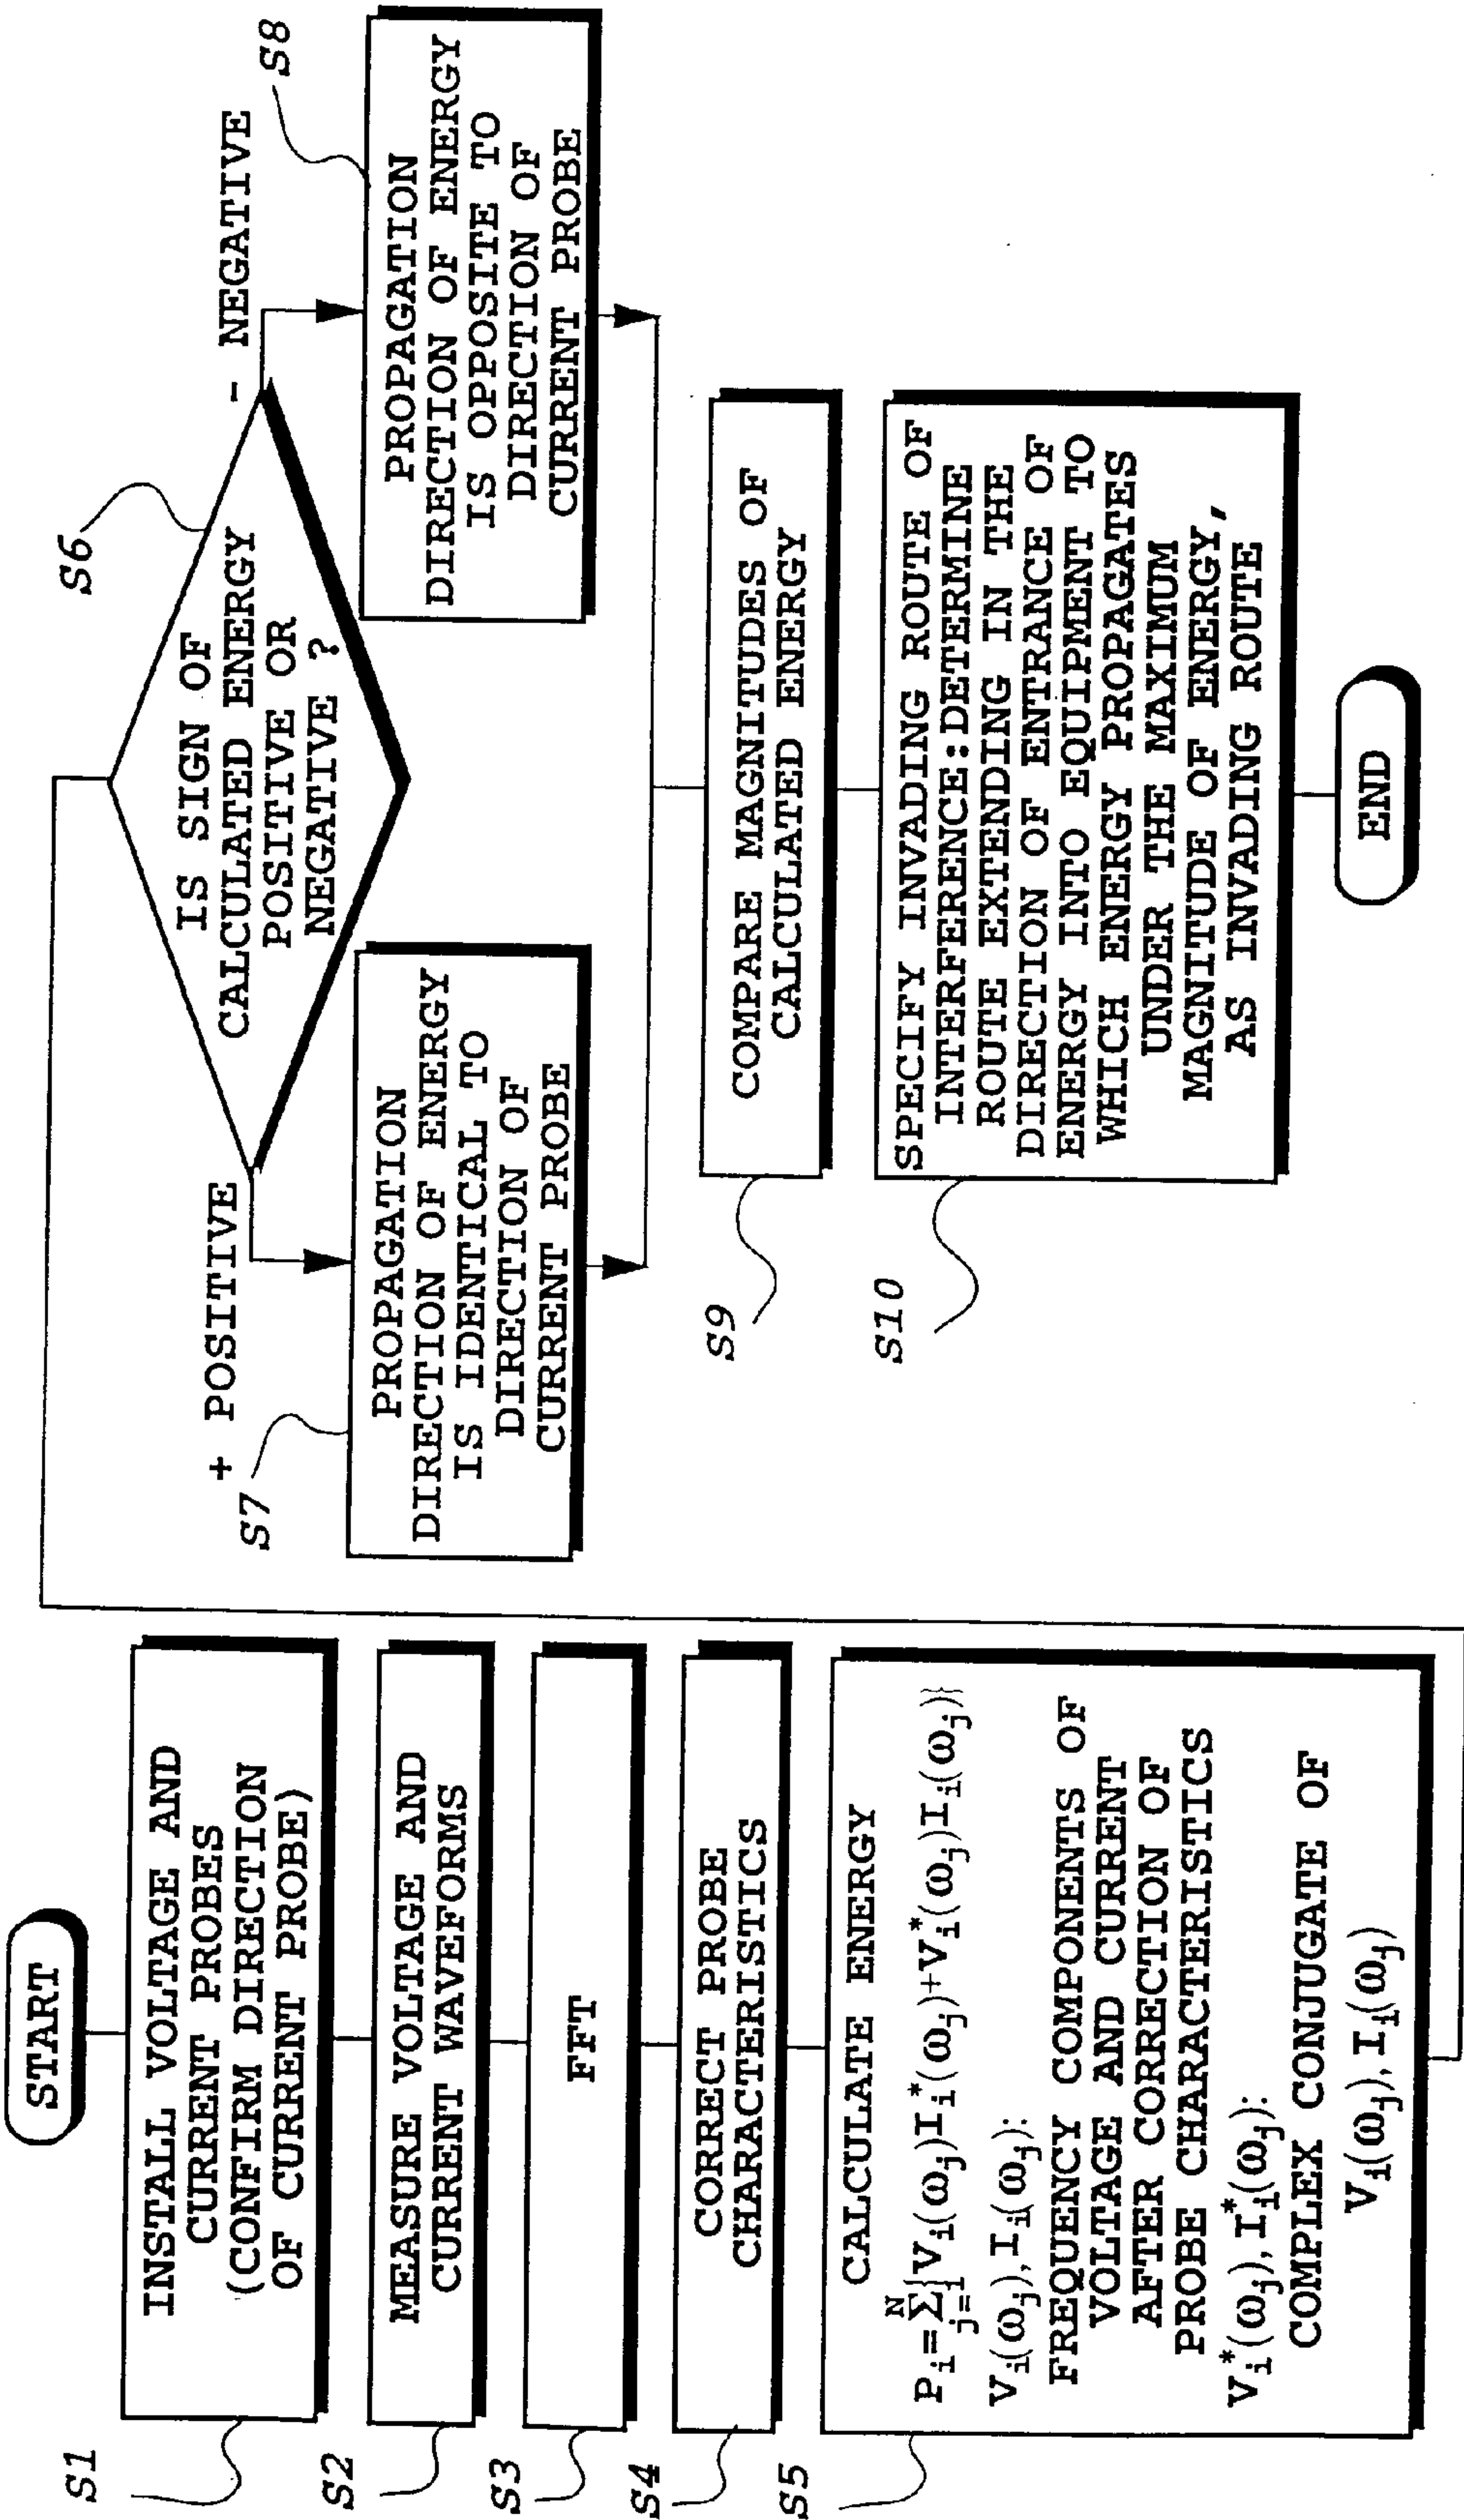 START
S1
INSTALL VOLTAGE AND
CURRENT PROBES
(CONFIRM DIRECTION
OF CURRENT PROBE)
S2
MEASURE VOLTAGE AND
CURRENT WAVEFORMS
S3
FFT
S4
CORRECT PROBE
CHARACTERISTICS
S5
CALCULATE ENERGY
P_i=∑_{j=1}^{N}{V_i(ω_j)I_i^*(ω_j)+V_i^*(ω_j)I_i(ω_j)}
V_i(ω_j),I_i(ω_j):
FREQUENCY COMPONENTS OF
VOLTAGE AND CURRENT
AFTER CORRECTION OF
PROBE CHARACTERISTICS
V_i^*(ω_j),I_i^*(ω_j):
COMPLEX CONJUGATE OF
V_i(ω_j),I_i(ω_j)
S6
IS SIGN OF
CALCULATED ENERGY
POSITIVE OR
NEGATIVE ?
+ POSITIVE
- NEGATIVE
S7
PROPAGATION
DIRECTION OF ENERGY
IS IDENTICAL TO
DIRECTION OF
CURRENT PROBE
S8
PROPAGATION
DIRECTION OF ENERGY
IS OPPOSITE TO
DIRECTION OF
CURRENT PROBE
S9
COMPARE MAGNITUDES OF
CALCULATED ENERGY
S10
SPECIFY INVADING ROUTE OF
INTERFERENCE:DETERMINE
ROUTE EXTENDING IN THE
DIRECTION OF ENTRANCE OF
ENERGY INTO EQUIPMENT TO
WHICH ENERGY PROPAGATES
UNDER THE MAXIMUM
MAGNITUDE OF ENERGY,
AS INVADING ROUTE
END